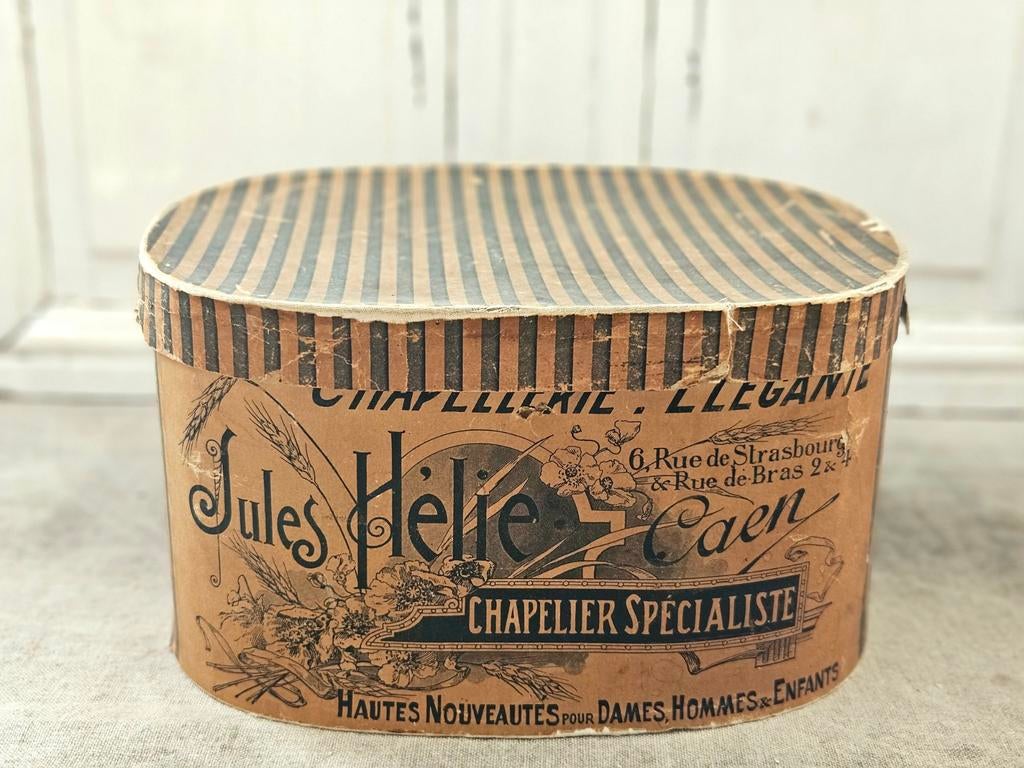 CHAPELLERIE . ELEGANTE
Jules Hélie
6, Rue de Strasbourg
& Rue de Bras 2 & 4
Caen
CHAPELIER SPÉCIALISTE
HAUTES NOUVEAUTES POUR DAMES, HOMMES & ENFANTS